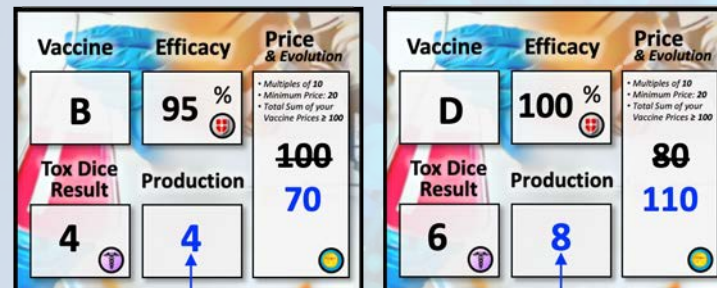 Vaccine Efficacy Price
& Evolution
B 95 %
• Multiples of 10
• Minimum Price: 20
• Total Sum of your
Vaccine Prices ≥ 100
100
70
Tox Dice
Result
Production
4 4
Vaccine Efficacy Price
& Evolution
D 100 %
• Multiples of 10
• Minimum Price: 20
• Total Sum of your
Vaccine Prices ≥ 100
80
110
Tox Dice
Result
Production
6 8